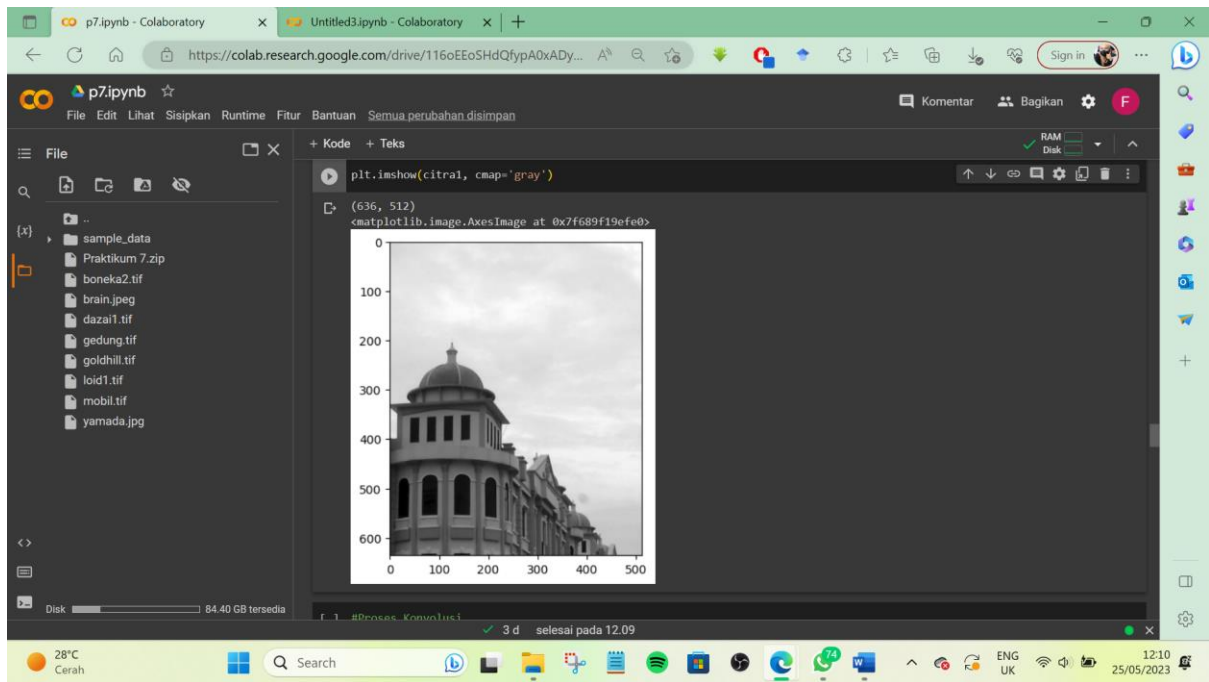 p7.ipynb - Colaboratory
Untitled3.ipynb - Colaboratory
https://colab.research.google.com/drive/116oEEoSHdQfypA0xADy...
Sign in
p7.ipynb
File Edit Lihat Sisipkan Runtime Fitur Bantuan Semua perubahan disimpan
Komentar
Bagikan
F
File
+ Kode + Teks
RAM
Disk
plt.imshow(citra1, cmap='gray')
(636, 512)
<matplotlib.image.AxesImage at 0x7f689f19efe0>
..
sample_data
Praktikum 7.zip
boneka2.tif
brain.jpeg
dazai1.tif
gedung.tif
goldhill.tif
loid1.tif
mobil.tif
yamada.jpg
{x}
0
100
200
300
400
500
600
0 100 200 300 400 500
Disk
84.40 GB tersedia
[ ] #Proses Konvolusi
3 d selesai pada 12.09
28°C
Cerah
Search
74
ENG
UK
12:10
25/05/2023